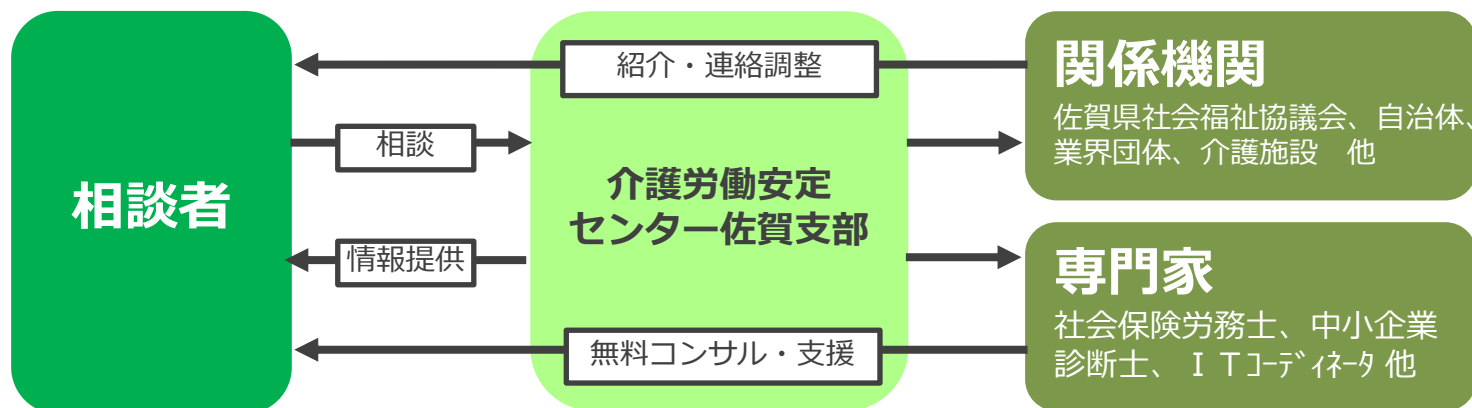 相談者
紹介・連絡調整
相談
情報提供
無料コンサル・支援
介護労働安定
センター佐賀支部
関係機関
佐賀県社会福祉協議会、自治体、
業界団体、介護施設　他
専門家
社会保険労務士、中小企業
診断士、ＩＴｺｰﾃﾞｨﾈｰﾀ 他